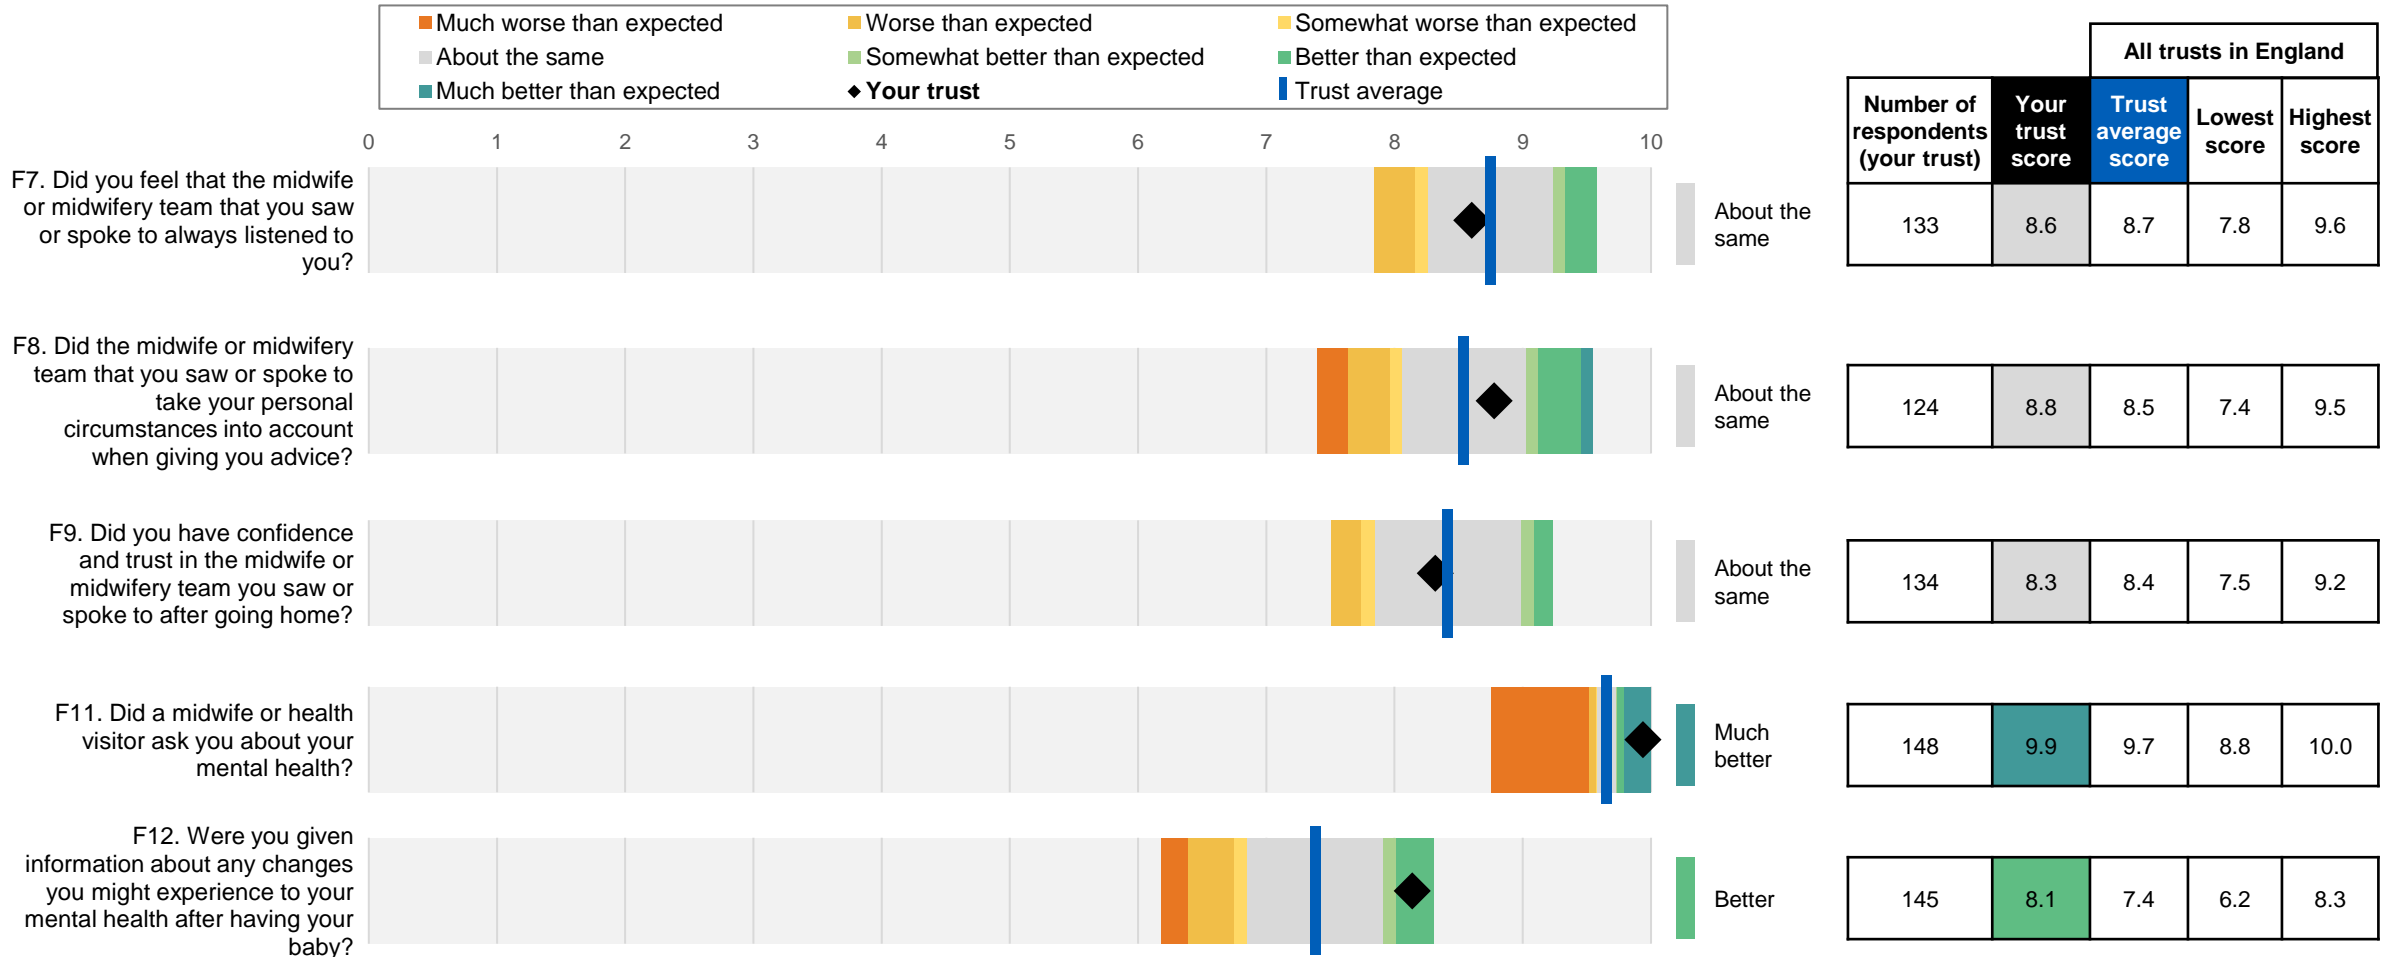 Much worse than expected
Worse than expected
Somewhat worse than expected
About the same
Somewhat better than expected
Better than expected
Much better than expected
Your trust
Trust average
All trusts in England
Number of
respondents
(your trust)
Your
trust
score
Trust
average
score
Lowest
score
Highest
score
0 1 2 3 4 5 6 7 8 9 10
F7. Did you feel that the midwife
or midwifery team that you saw
or spoke to always listened to
you?
About the
same
133 8.6 8.7 7.8 9.6
F8. Did the midwife or midwifery
team that you saw or spoke to
take your personal
circumstances into account
when giving you advice?
About the
same
124 8.8 8.5 7.4 9.5
F9. Did you have confidence
and trust in the midwife or
midwifery team you saw or
spoke to after going home?
About the
same
134 8.3 8.4 7.5 9.2
F11. Did a midwife or health
visitor ask you about your
mental health?
Much
better
148 9.9 9.7 8.8 10.0
F12. Were you given
information about any changes
you might experience to your
mental health after having your
baby?
Better
145 8.1 7.4 6.2 8.3